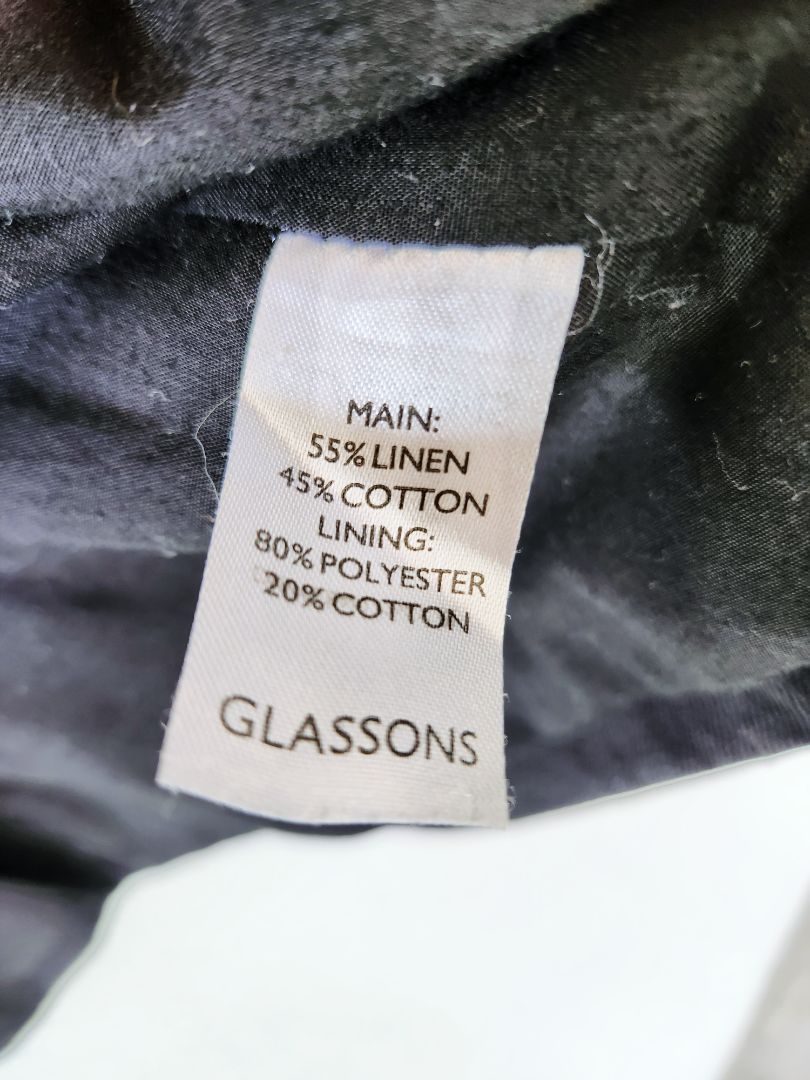 MAIN:
55% LINEN
45% COTTON
LINING:
80% POLYESTER
20% COTTON
GLASSONS